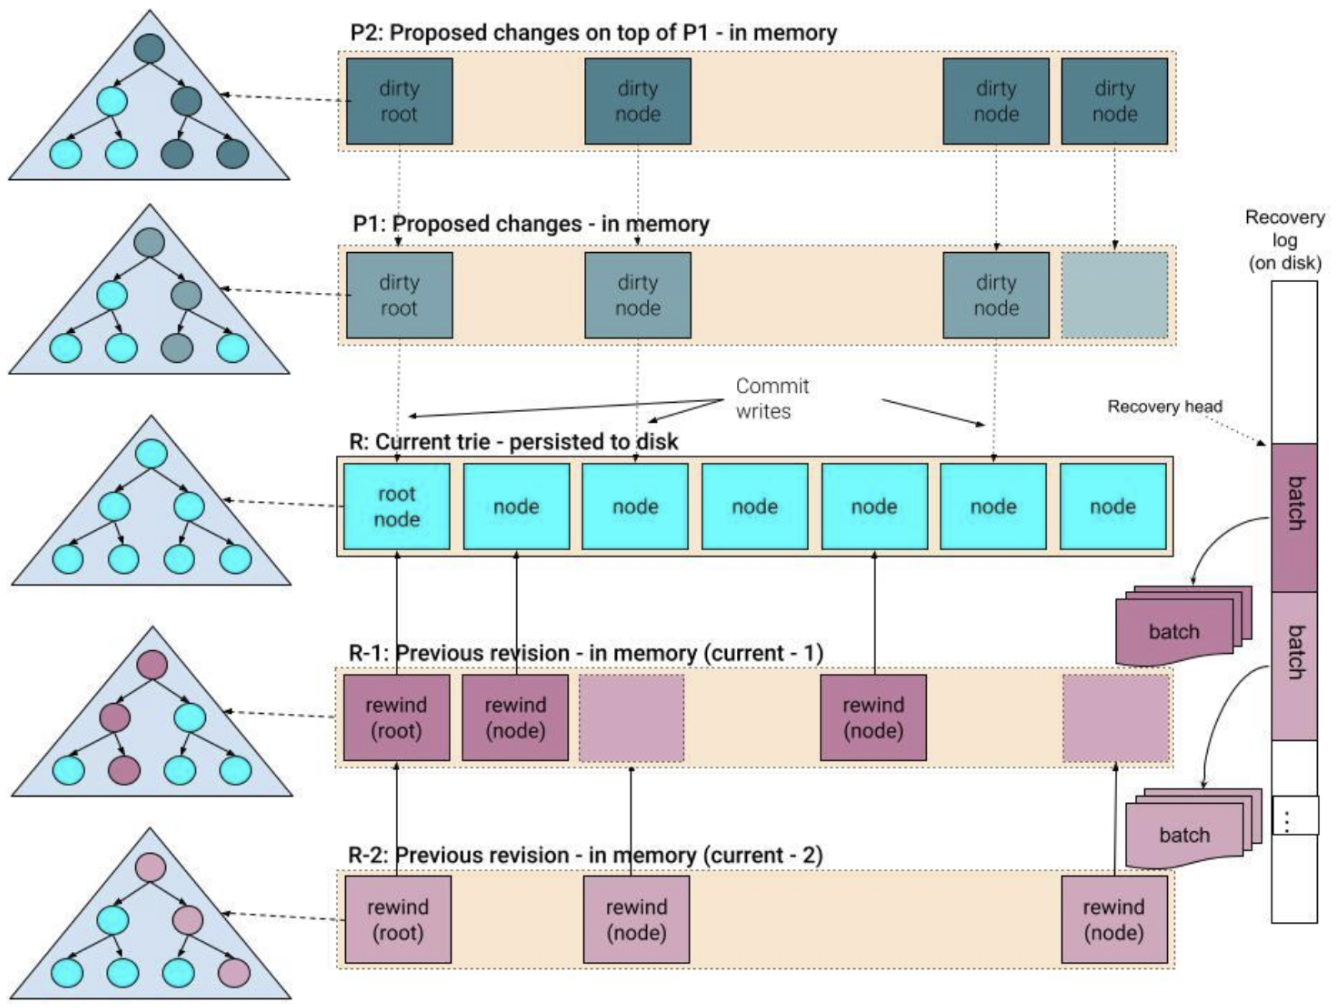 P2: Proposed changes on top of P1 - in memory
dirty
root
dirty
node
dirty
node
dirty
node
P1: Proposed changes - in memory
dirty
root
dirty
node
dirty
node
Recovery
log
(on disk)
Commit
writes
Recovery head
R: Current trie - persisted to disk
root
node
node
node
node
node
node
node
batch
batch
R-1: Previous revision - in memory (current - 1)
rewind
(root)
rewind
(node)
rewind
(node)
batch
batch
...
R-2: Previous revision - in memory (current - 2)
rewind
(root)
rewind
(node)
rewind
(node)